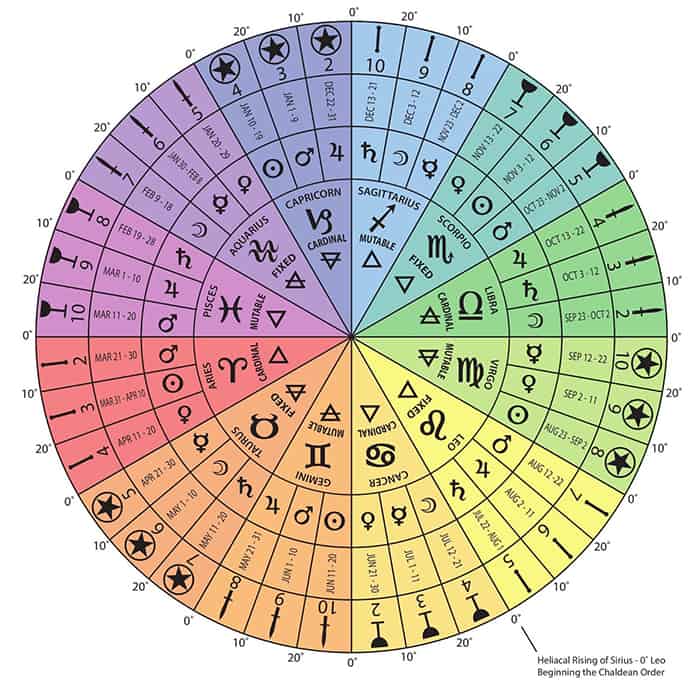 0°
10
DEC 13 - 21
20°
9
DEC 3 - 12
10°
8
NOV 23 - DEC 2
SAGITTARIUS
MUTABLE
0°
7
NOV 13 - 22
20°
6
NOV 3 - 12
10°
5
OCT 23 - NOV 2
SCORPIO
FIXED
0°
4
OCT 13 - 22
20°
3
OCT 3 - 12
10°
2
SEP 23 - OCT 2
LIBRA
CARDINAL
0°
10
SEP 12 - 22
20°
9
SEP 2 - 11
10°
8
AUG 23 - SEP 2
VIRGO
MUTABLE
0°
7
AUG 12 - 22
20°
6
AUG 2 - 11
10°
5
JUL 22 - AUG 1
LEO
FIXED
0°
4
JUL 12 - 21
20°
3
JUL 1 - 11
10°
2
JUN 21 - 30
CANCER
CARDINAL
0°
10
JUN 11 - 20
20°
9
JUN 1 - 10
10°
8
MAY 21 - 31
GEMINI
MUTABLE
0°
7
MAY 11 - 20
20°
6
MAY 1 - 10
10°
5
APR 21 - 30
TAURUS
FIXED
0°
4
APR 11 - 20
20°
3
MAR 31 - APR 10
10°
2
MAR 21 - 30
ARIES
CARDINAL
0°
10
MAR 11 - 20
20°
9
MAR 1 - 10
10°
8
FEB 19 - 28
PISCES
MUTABLE
0°
7
FEB 9 - 18
20°
6
JAN 30 - FEB 8
10°
5
JAN 20 - 29
AQUARIUS
FIXED
0°
4
JAN 10 - 19
20°
3
JAN 1 - 9
10°
2
DEC 22 - 31
CAPRICORN
CARDINAL
Heliacal Rising of Sirius - 0° Leo
Beginning the Chaldean Order